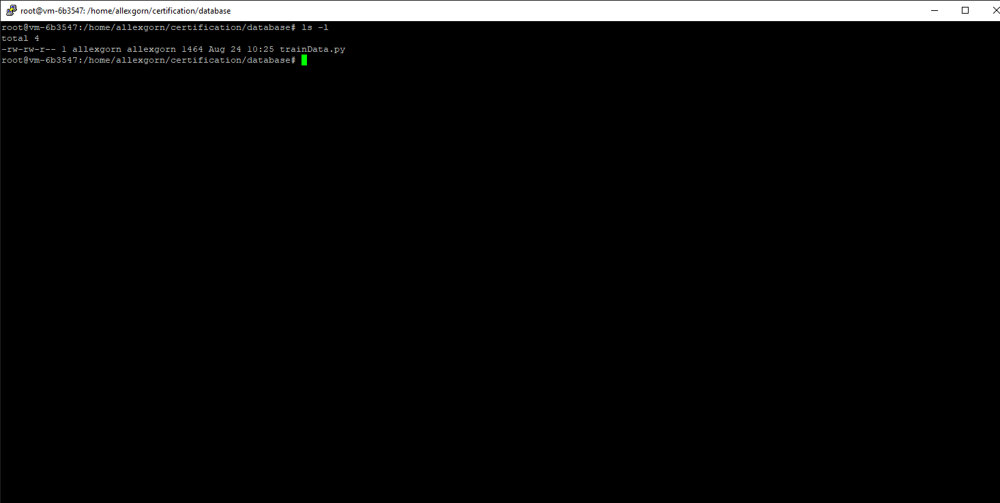 root@vm-6b3547: /home/allexgorn/certification/database
root@vm-6b3547:/home/allexgorn/certification/database# ls -l
total 4
-rw-rw-r-- 1 allexgorn allexgorn 1464 Aug 24 10:25 trainData.py
root@vm-6b3547:/home/allexgorn/certification/database#